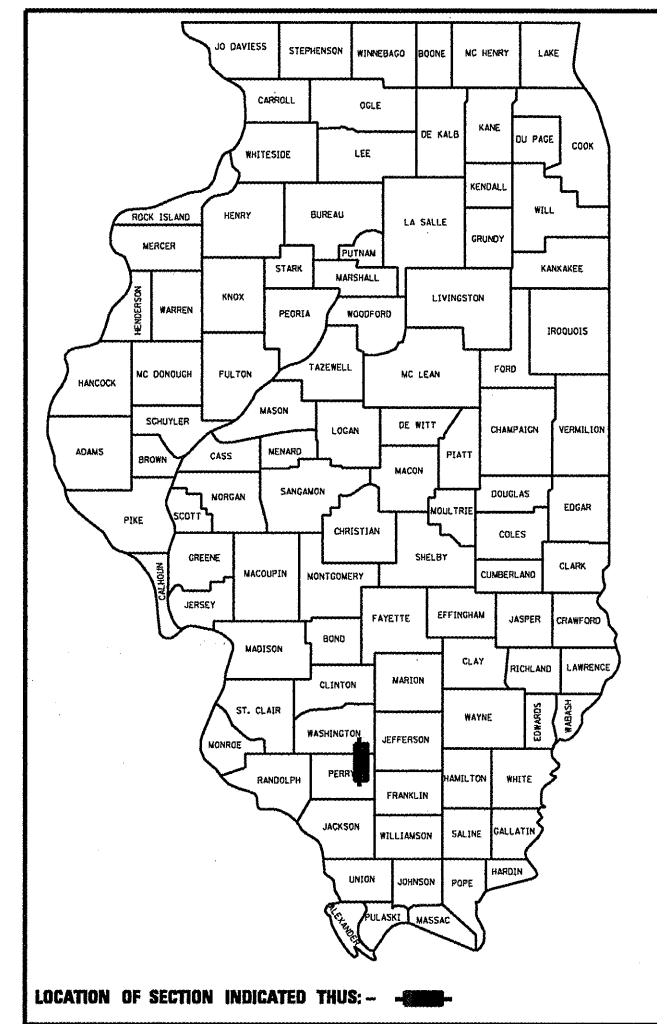 JO DAVIESS
STEPHENSON
WINNEBAGO
BOONE
MC HENRY
LAKE
CARROLL
OGLE
DE KALB
KANE
DU PAGE
COOK
WHITESIDE
LEE
KENDALL
WILL
ROCK ISLAND
HENRY
BUREAU
LA SALLE
GRUNDY
MERCER
PUTNAM
STARK
MARSHALL
KANKAKEE
HENDERSON
WARREN
KNOX
PEORIA
WOODFORD
LIVINGSTON
IROQUOIS
HANCOCK
MC DONOUGH
FULTON
TAZEWELL
MC LEAN
FORD
MASON
SCHUYLER
LOGAN
DE WITT
CHAMPAIGN
VERMILION
ADAMS
BROWN
CASS
MENARD
MACON
PIATT
PIKE
SCOTT
MORGAN
SANGAMON
CHRISTIAN
MOULTRIE
DOUGLAS
EDGAR
COLES
CALHOUN
GREENE
MACOUPIN
MONTGOMERY
SHELBY
CUMBERLAND
CLARK
JERSEY
MADISON
BOND
FAYETTE
EFFINGHAM
JASPER
CRAWFORD
CLINTON
MARION
CLAY
RICHLAND
LAWRENCE
ST. CLAIR
MONROE
WASHINGTON
JEFFERSON
WAYNE
EDWARDS
WABASH
RANDOLPH
PERRY
FRANKLIN
HAMILTON
WHITE
JACKSON
WILLIAMSON
SALINE
GALLATIN
UNION
JOHNSON
POPE
HARDIN
ALEXANDER
PULASKI
MASSAC
LOCATION OF SECTION INDICATED THUS: -